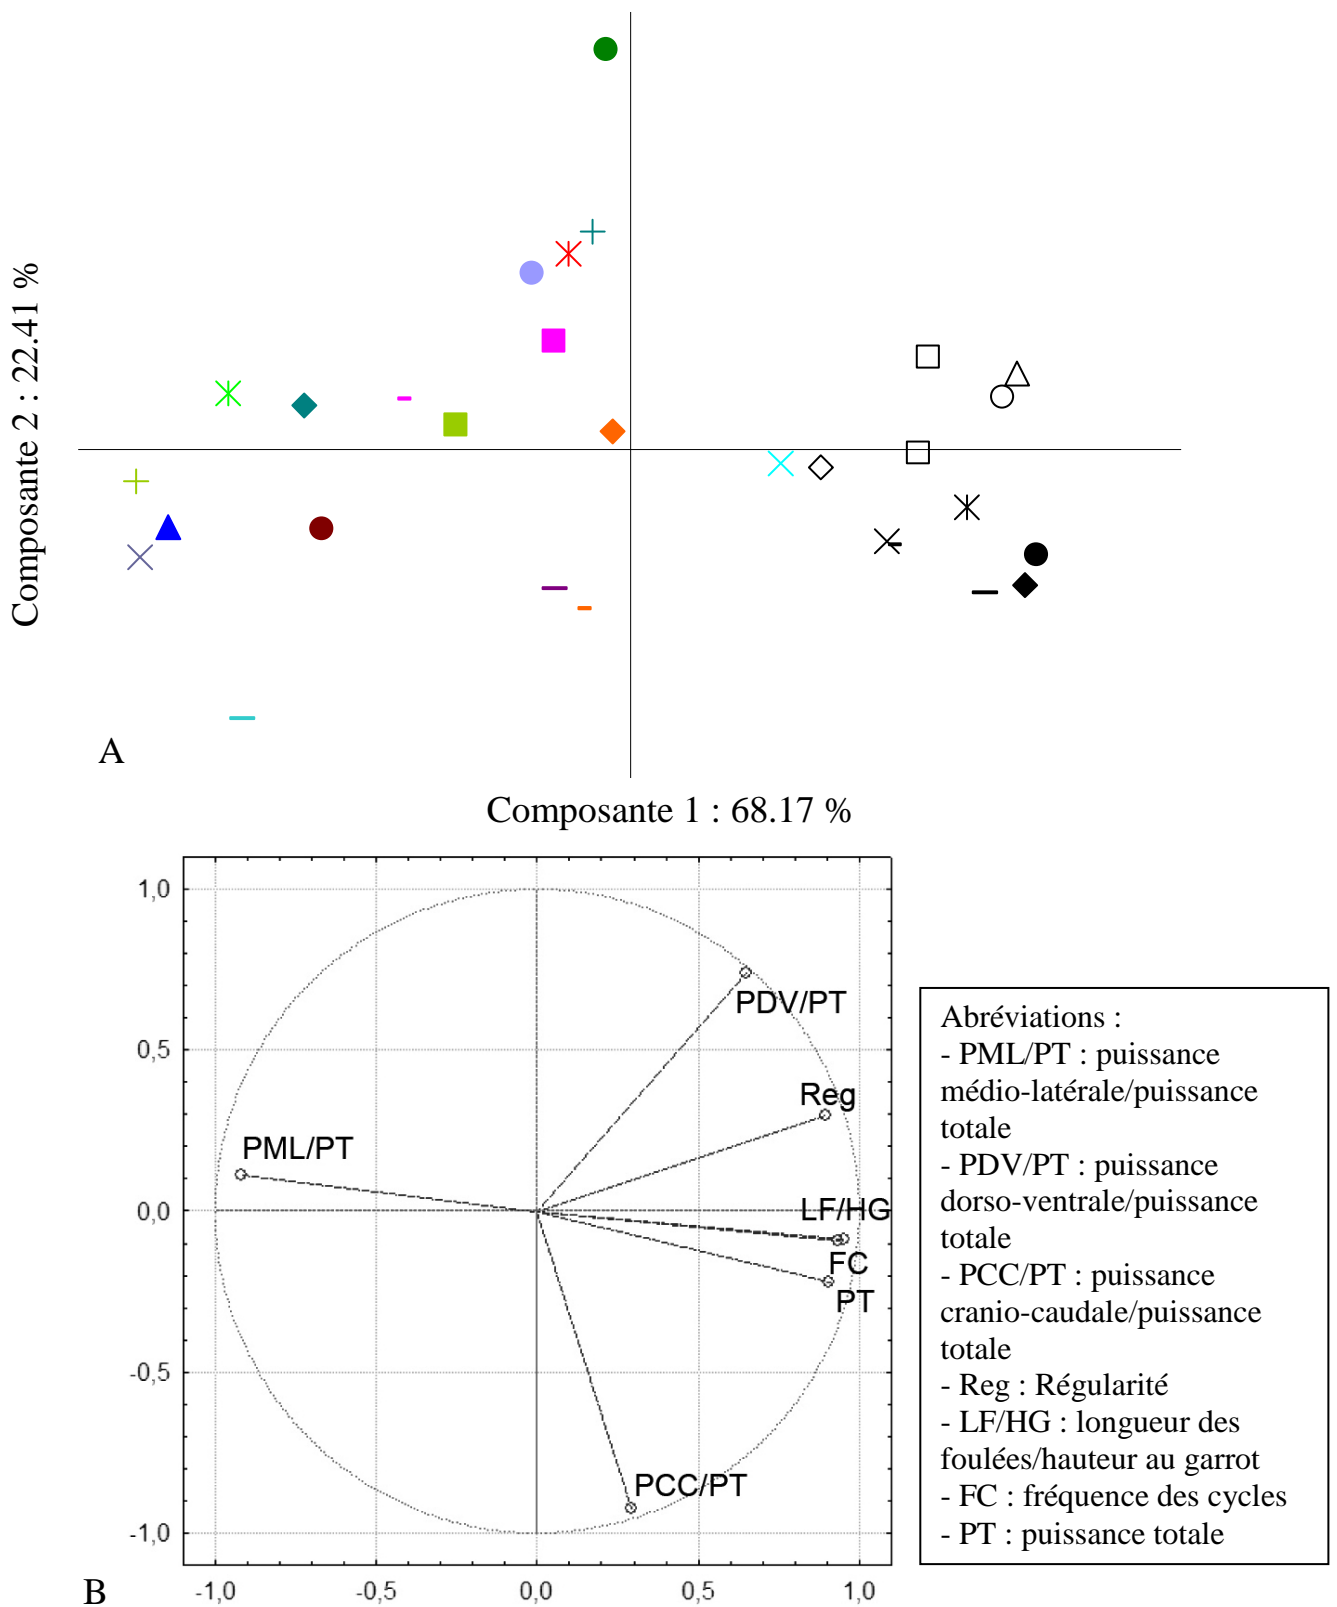 Composante 2 : 22.41 %
A
Composante 1 : 68.17 %
1,0
0,5
0,0
-0,5
-1,0
PDV/PT
Reg
PML/PT
LF/HG
FC
PT
PCC/PT
B
-1,0
-0,5
0,0
0,5
1,0
Abréviations :
- PML/PT : puissance
médio-latérale/puissance
totale
- PDV/PT : puissance
dorso-ventrale/puissance
totale
- PCC/PT : puissance
cranio-caudale/puissance
totale
- Reg : Régularité
- LF/HG : longueur des
foulées/hauteur au garrot
- FC : fréquence des cycles
- PT : puissance totale